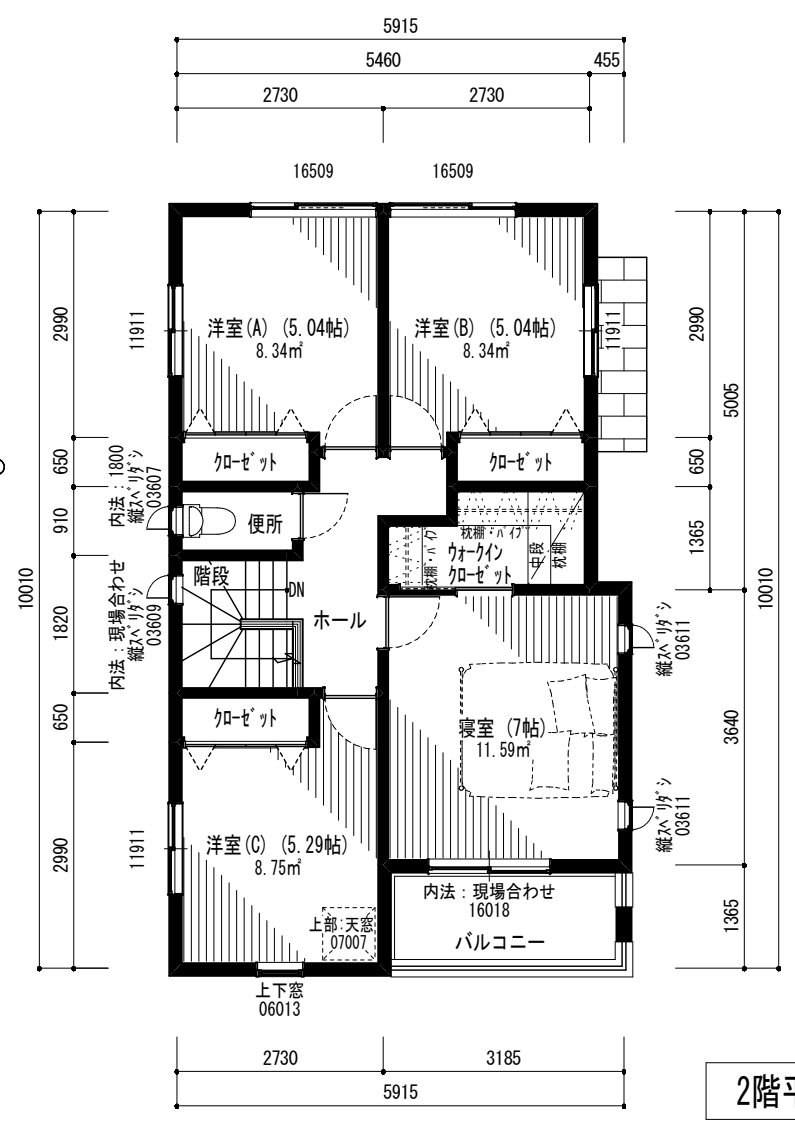 5915
5460
455
2730
2730
16509
16509
2990
11911
洋室(A) (5.04帖)
8.34㎡
洋室(B) (5.04帖)
8.34㎡
11911
2990
5005
650
内法：1800
縦スベリダシ
03607
クローゼット
クローゼット
650
910
便所
枕棚・パイプ
枕棚・パイプ
ウォークイン
クローゼット
中段
枕棚
1365
10010
10010
1820
内法：現場合わせ
縦スベリダシ
03609
階段
DN
ホール
縦スベリダシ
03611
650
クローゼット
寝室 (7帖)
11.59㎡
3640
縦スベリダシ
03611
2990
11911
洋室(C) (5.29帖)
8.75㎡
内法：現場合わせ
16018
上部:天窓
07007
バルコニー
1365
上下窓
06013
2730
3185
5915
2階平